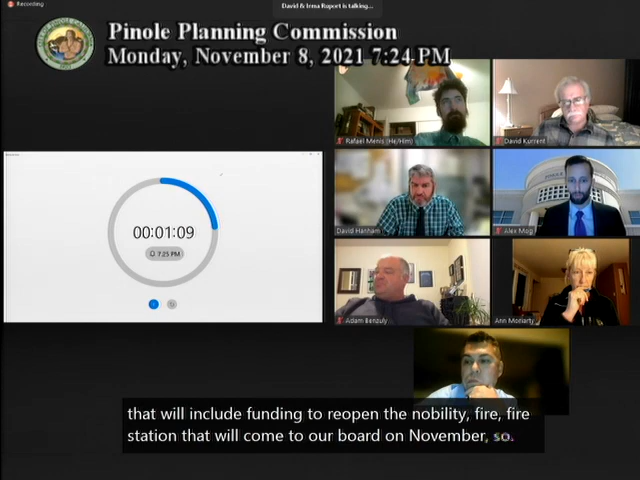 Recording
David & Irma Ruport is talking...
Pinole Planning Commission
Monday, November 8, 2021 7:24 PM
Rafael Menis (He/Him)
David Kurrent
00:01:09
7:25 PM
David Hanham
Alex Mog
Adam Benzuly
Ann Moriarty
that will include funding to reopen the nobility, fire, fire
station that will come to our board on November, so.